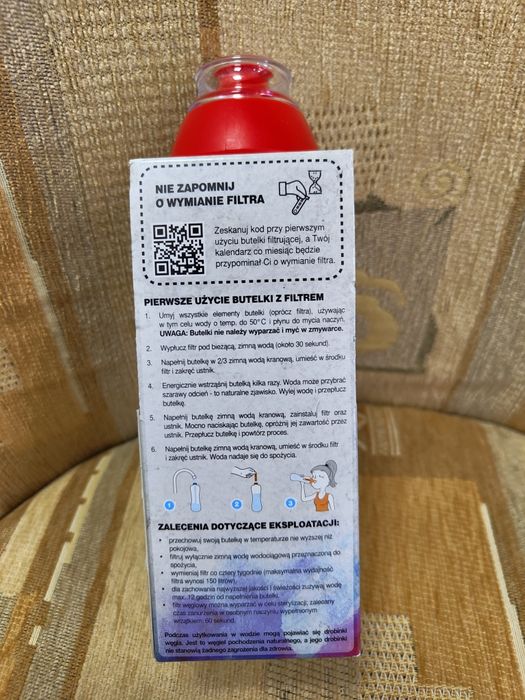 NIE ZAPOMNIJ
O WYMIANIE FILTRA
Zeskanuj kod przy pierwszym
użyciu butelki filtrującej, a Twój
kalendarz co miesiąc będzie
przypominał Ci o wymianie filtra.
PIERWSZE UŻYCIE BUTELKI Z FILTREM
1. Umyj wszystkie elementy butelki (oprócz filtra), używając
w tym celu wody o temp. do 50°C i płynu do mycia naczyń.
UWAGA: Butelki nie należy wyparzać i myć w zmywarce.
2. Wypłucz filtr pod bieżącą, zimną wodą (około 30 sekund).
3. Napełnij butelkę w 2/3 zimną wodą kranową, umieść w środku
filtr i zakręć ustnik.
4. Energicznie wstrząśnij butelką kilka razy. Woda może przybrać
szarawy odcień - to naturalne zjawisko. Wylej wodę i przepłucz
butelkę.
5. Napełnij butelkę zimną wodą kranową, zainstaluj filtr oraz
ustnik. Mocno naciskając butelkę, opróżnij jej zawartość przez
ustnik. Przepłucz butelkę i powtórz proces.
6. Napełnij butelkę zimną wodą kranową, umieść w środku filtr
i zakręć ustnik. Woda nadaje się do spożycia.
1 2 3
ZALECENIA DOTYCZĄCE EKSPLOATACJI:
• przechowuj swoją butelkę w temperaturze nie wyższej niż
pokojowa,
• filtruj wyłącznie zimną wodę wodociągową przeznaczoną do
spożycia,
• wymieniaj filtr co cztery tygodnie (maksymalna wydajność
filtra wynosi 150 litrów),
• dla zachowania najwyższej jakości i świeżości zużywaj wodę
max. 12 godzin od napełnienia butelki,
• filtr węglowy można wyparzać w celu sterylizacji; zalecany
czas zanurzenia w osobnym naczyniu wypełnionym
wrzątkiem: 60 sekund.
Podczas użytkowania w wodzie mogą pojawiać się drobinki
węgla. Jest to węgiel pochodzenia naturalnego, a jego drobinki
nie stanowią żadnego zagrożenia dla zdrowia.